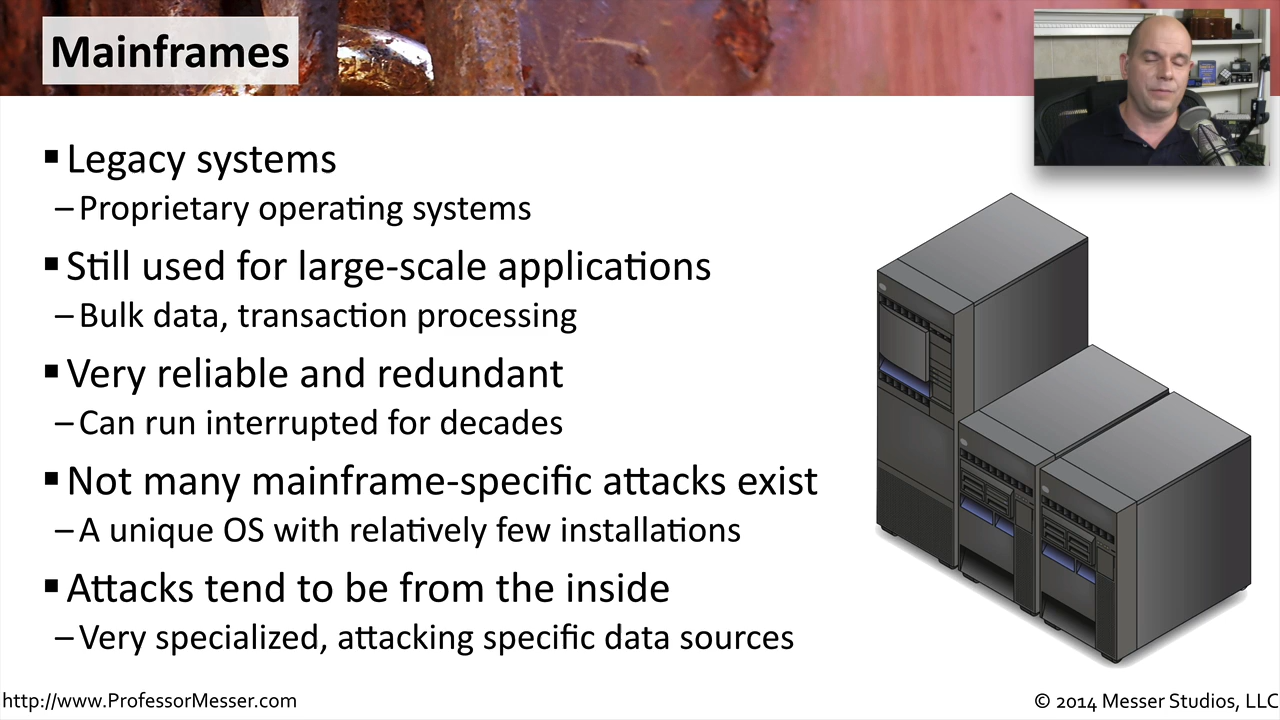 Mainframes
▪ Legacy systems
– Proprietary operating systems
▪ Still used for large-scale applications
– Bulk data, transaction processing
▪ Very reliable and redundant
– Can run interrupted for decades
▪ Not many mainframe-specific attacks exist
– A unique OS with relatively few installations
▪ Attacks tend to be from the inside
– Very specialized, attacking specific data sources
http://www.ProfessorMesser.com
© 2014 Messer Studios, LLC